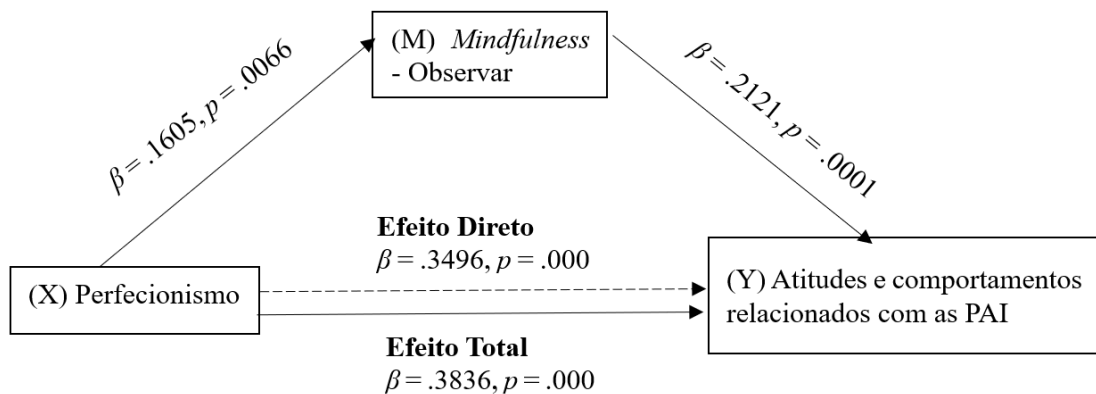 (M) Mindfulness
- Observar
β = .1605, p = .0066
β = .2121, p = .0001
Efeito Direto
β = .3496, p = .000
(X) Perfecionismo
(Y) Atitudes e comportamentos
relacionados com as PAI
Efeito Total
β = .3836, p = .000